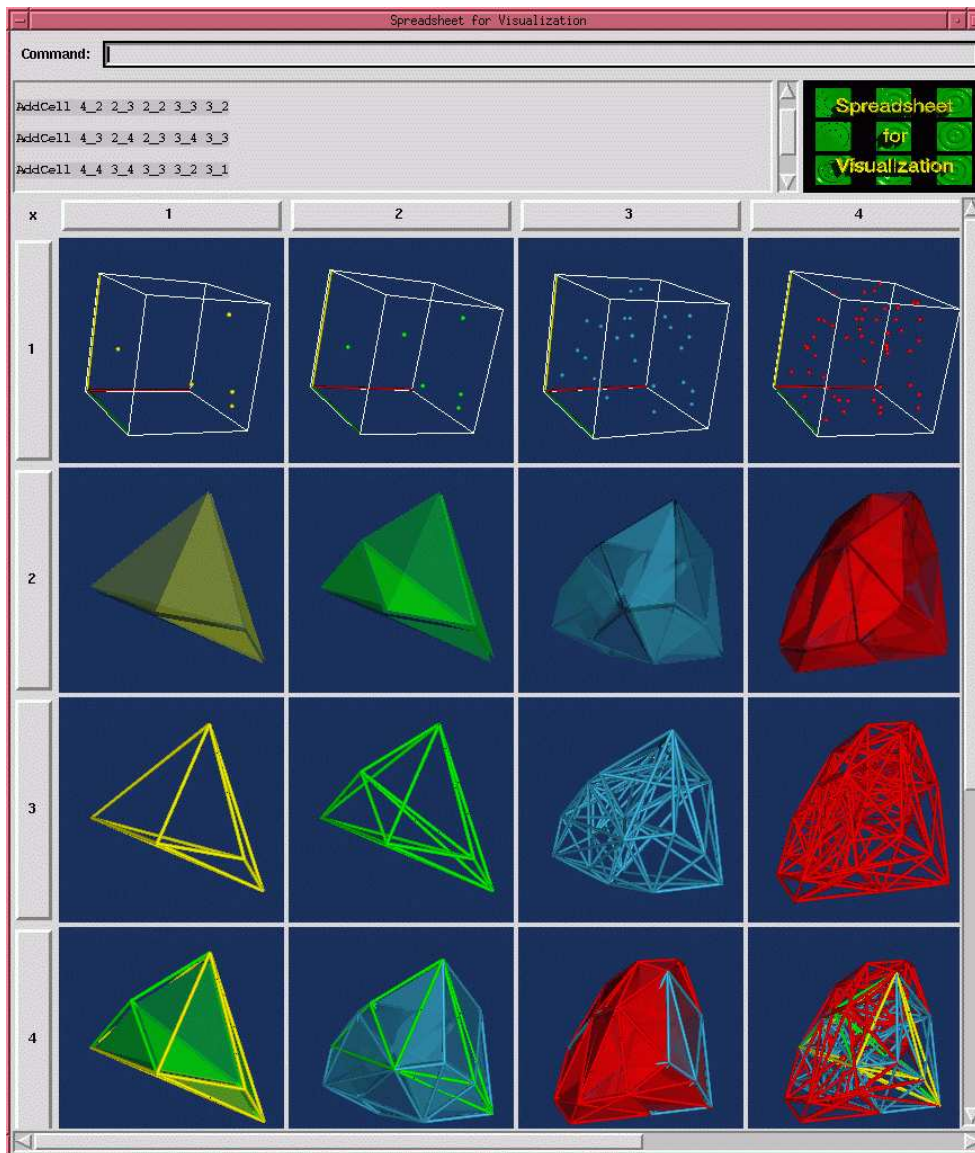 Spreadsheet for Visualization
Command:
AddCell 4_2 2_3 2_2 3_3 3_2
AddCell 4_3 2_4 2_3 3_4 3_3
AddCell 4_4 3_4 3_3 3_2 3_1
Spreadsheet
for
Visualization
x 1 2 3 4
1
2
3
4